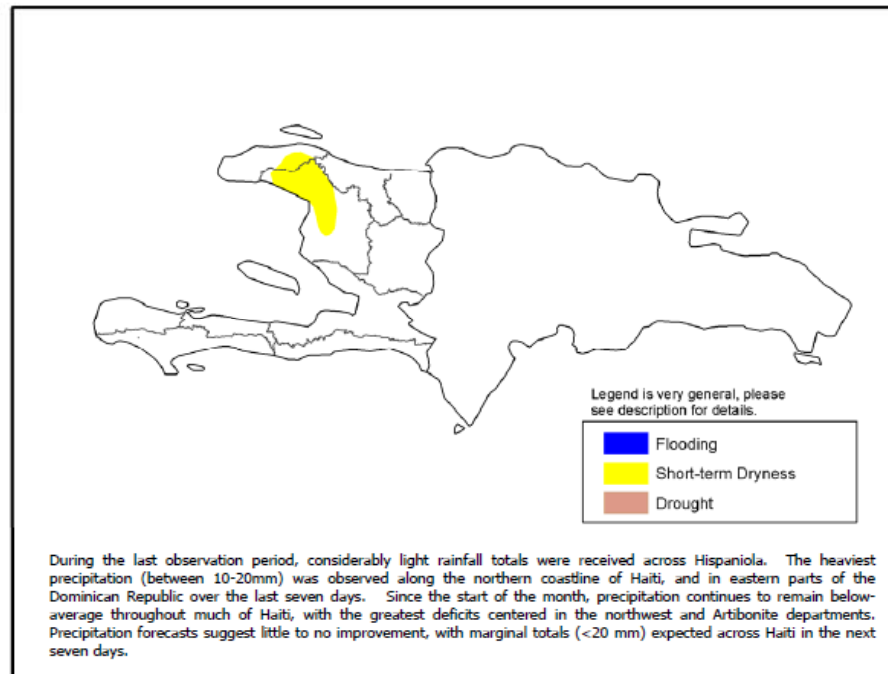 Legend is very general, please
see description for details.
Flooding
Short-term Dryness
Drought
During the last observation period, considerably light rainfall totals were received across Hispaniola. The heaviest
precipitation (between 10-20mm) was observed along the northern coastline of Haiti, and in eastern parts of the
Dominican Republic over the last seven days. Since the start of the month, precipitation continues to remain below-
average throughout much of Haiti, with the greatest deficits centered in the northwest and Artibonite departments.
Precipitation forecasts suggest little to no improvement, with marginal totals (<20 mm) expected across Haiti in the next
seven days.